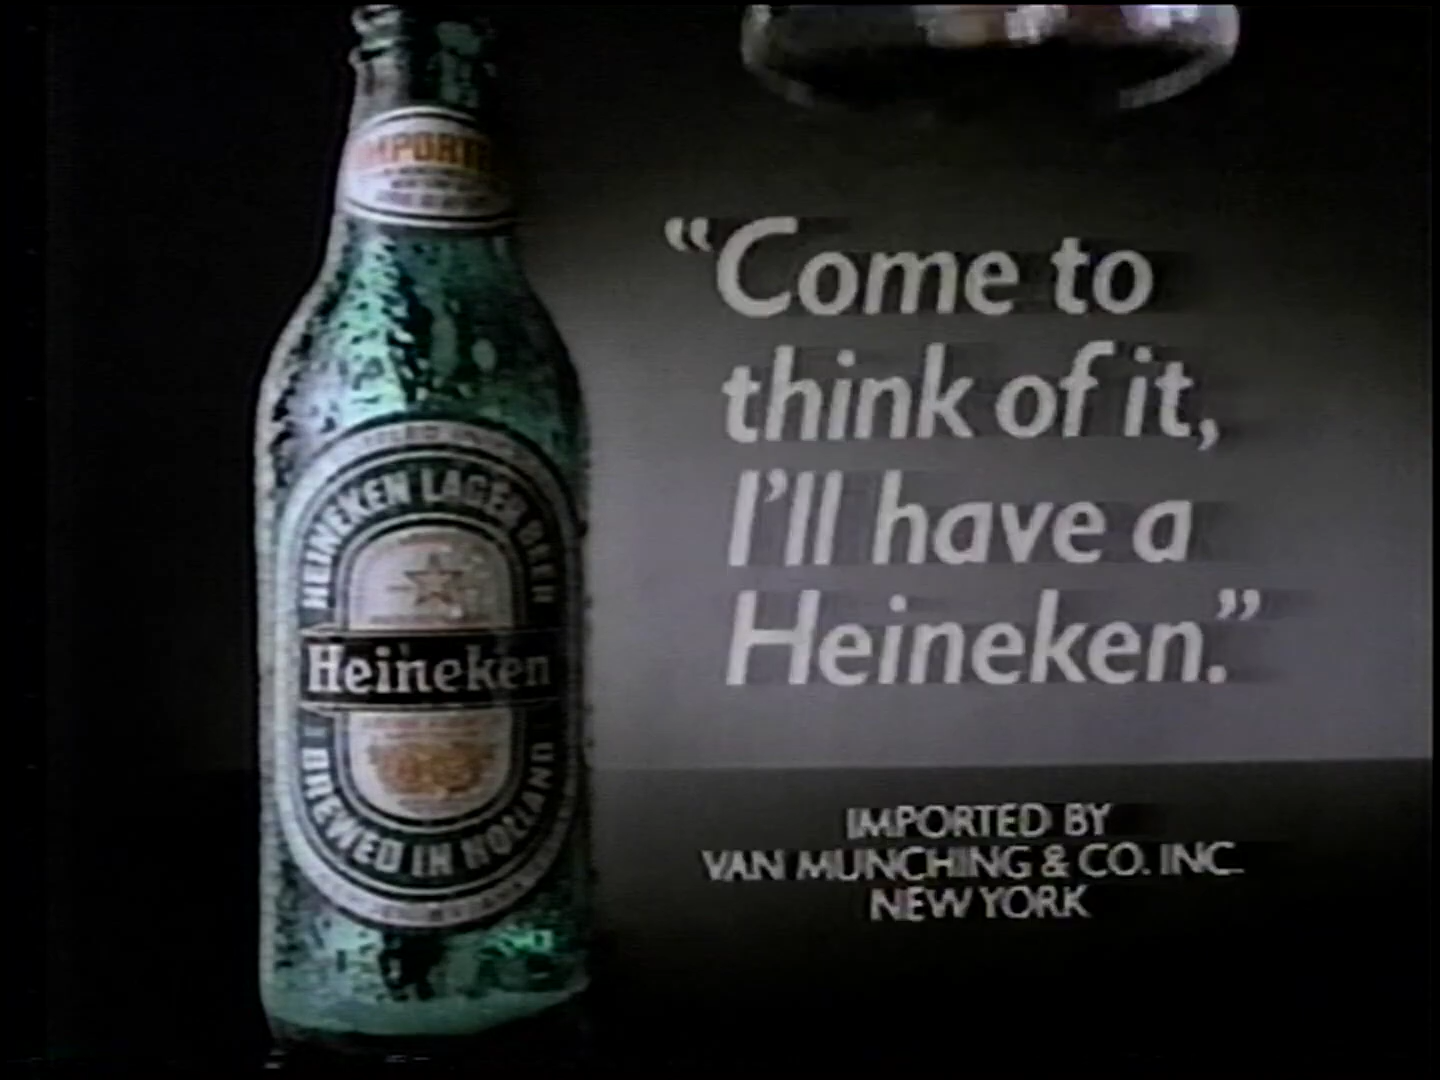 IMPORTED
"Come to
think of it,
I'll have a
Heineken."
HEINEKEN LAGER BEER
Heineken
BREWED IN HOLLAND
IMPORTED BY
VAN MUNCHING & CO. INC.
NEW YORK